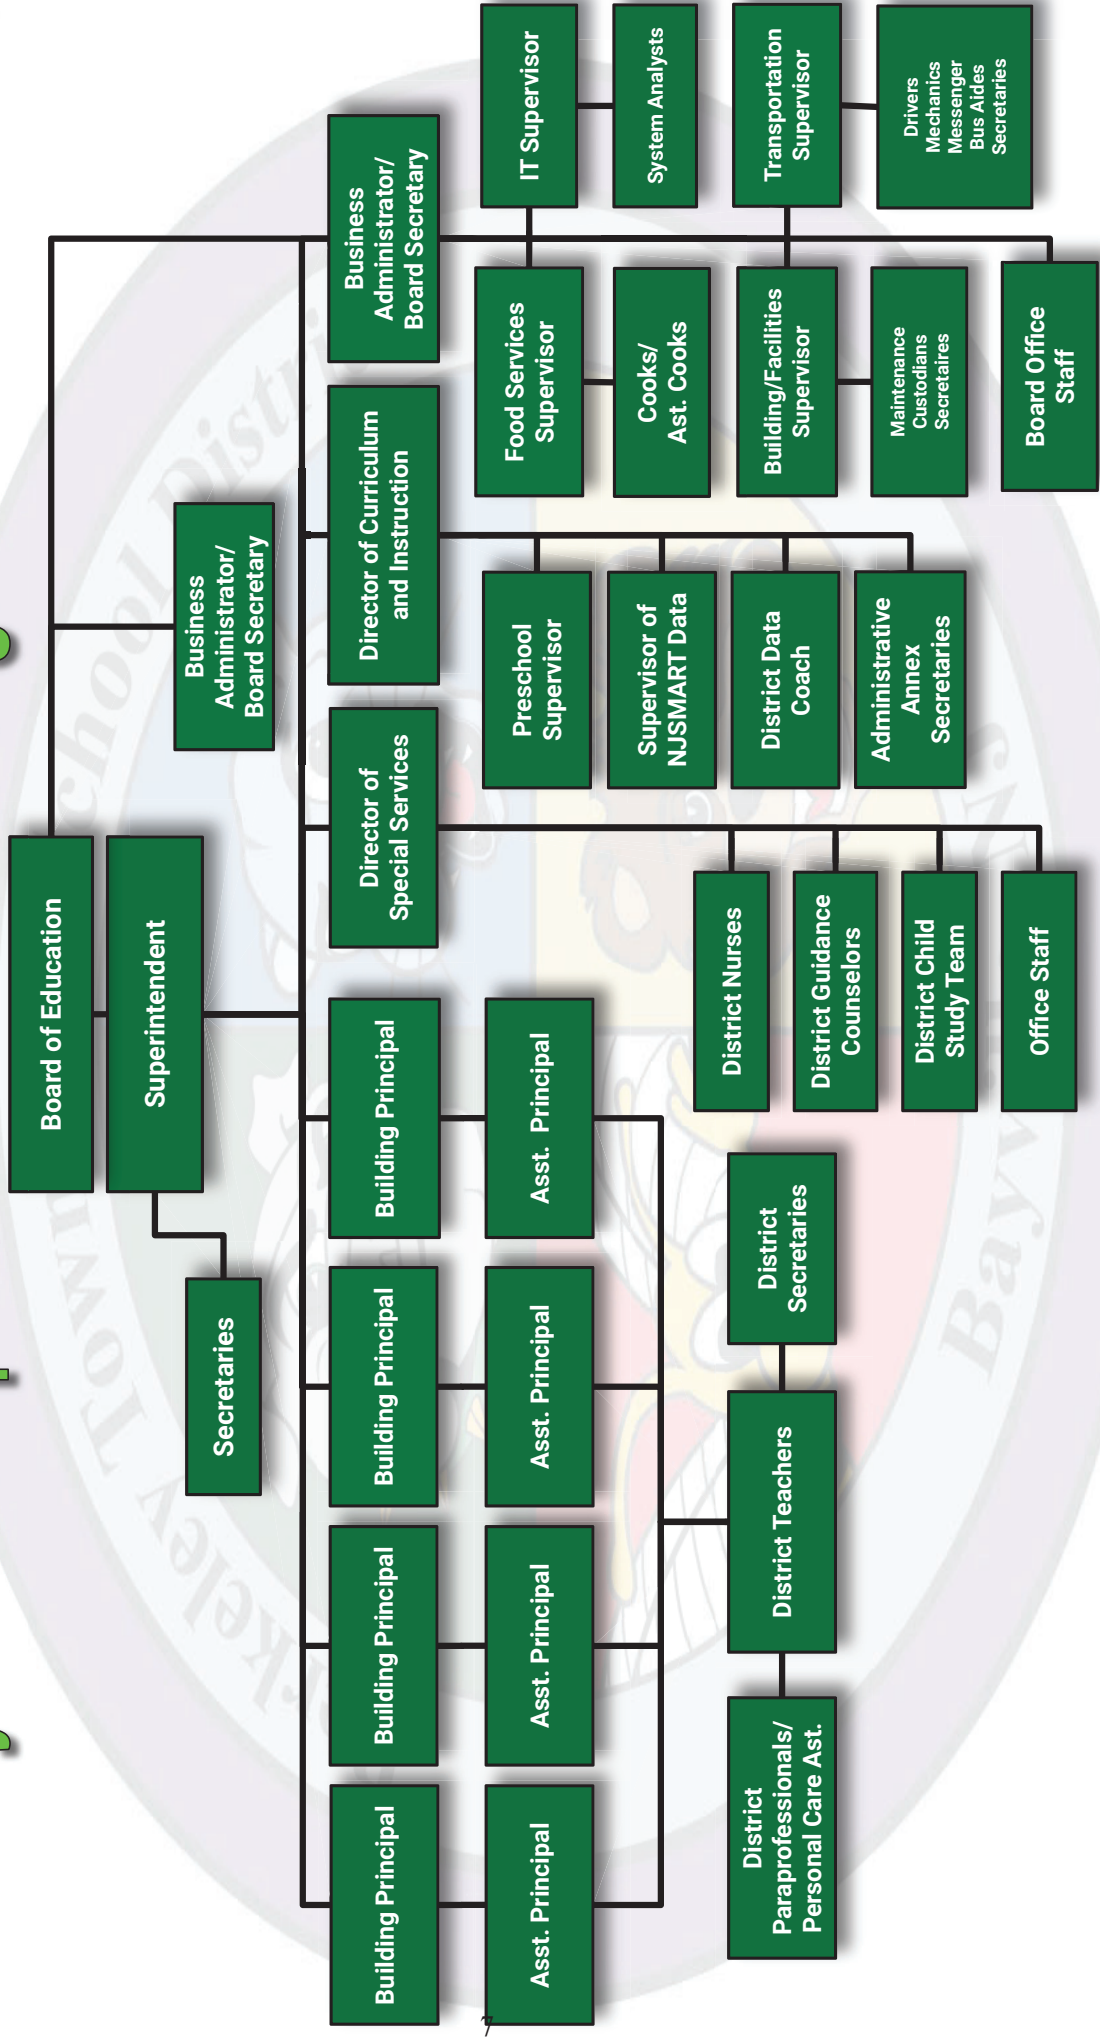 Board of Education
Superintendent
Secretaries
Business
Administrator/
Board Secretary
Building Principal
Building Principal
Building Principal
Building Principal
Director of
Special Services
Director of Curriculum
and Instruction
Business
Administrator/
Board Secretary
Asst. Principal
Asst. Principal
Asst. Principal
Asst. Principal
District
Paraprofessionals/
Personal Care Ast.
District Teachers
District
Secretaries
District Nurses
District Guidance
Counselors
District Child
Study Team
Office Staff
Preschool
Supervisor
Supervisor of
NJSMART Data
District Data
Coach
Administrative
Annex
Secretaries
Food Services
Supervisor
IT Supervisor
Cooks/
Ast. Cooks
System Analysts
Building/Facilities
Supervisor
Transportation
Supervisor
Maintenance
Custodians
Secretaires
Drivers
Mechanics
Messenger
Bus Aides
Secretaries
Board Office
Staff
7